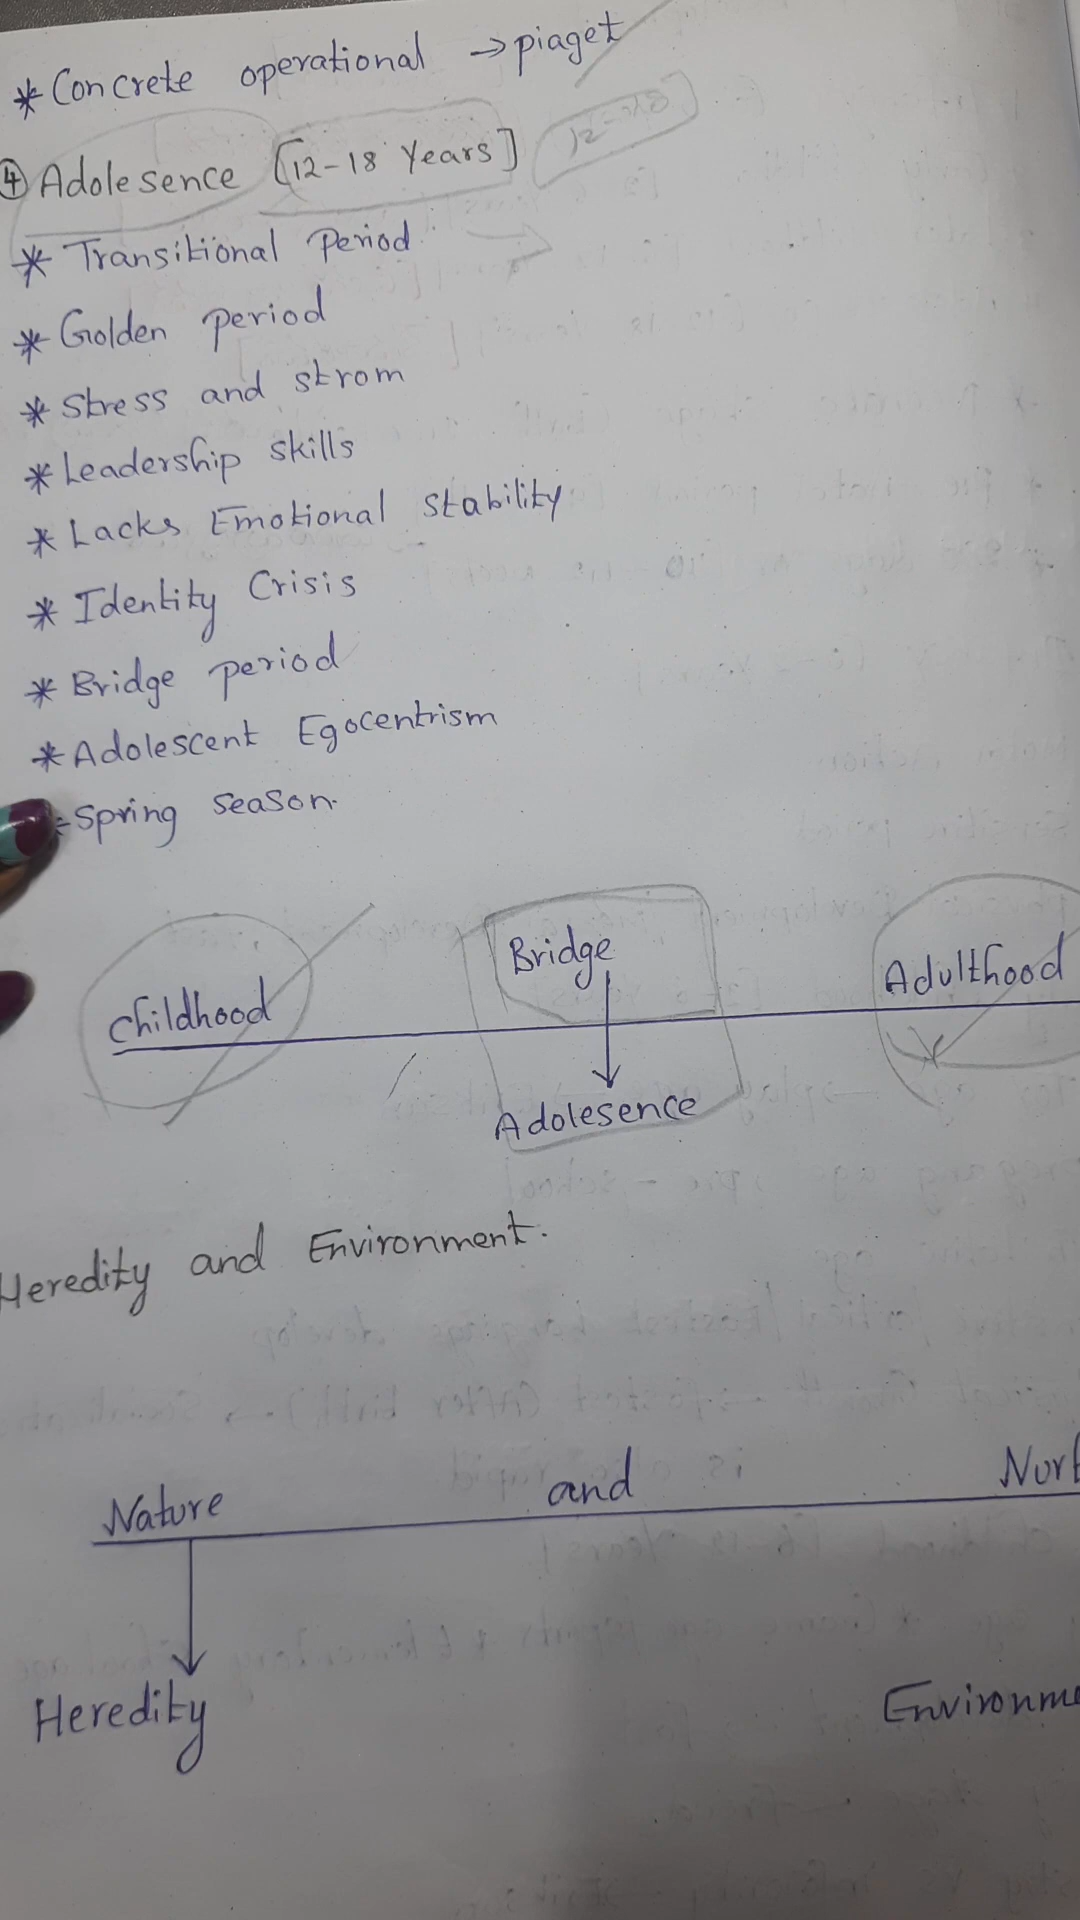 * Concrete operational → piaget
④ Adolesence [12-18 Years]
* Transitional Period
* Golden period
* Stress and strom
* Leadership skills
* Lacks Emotional stability
* Identity Crisis
* Bridge period
* Adolescent Egocentrism
Spring season.
Childhood Bridge Adulthood
Adolesence
Heredity and Environment.
Nature and
Heredity